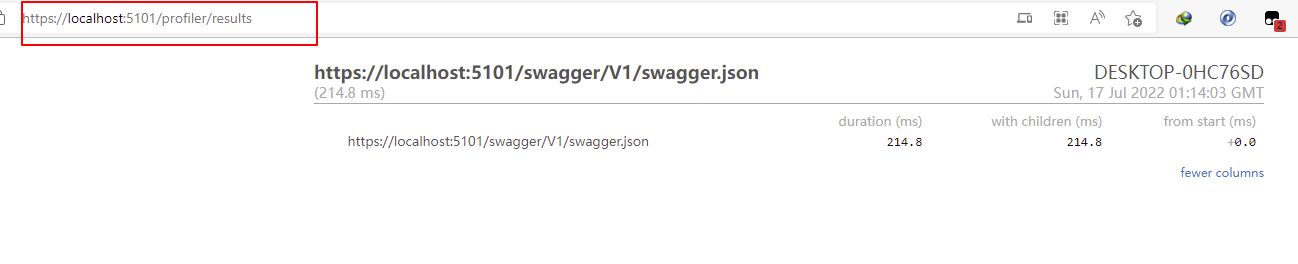 https://localhost:5101/profiler/results
2
https://localhost:5101/swagger/V1/swagger.json
DESKTOP-0HC76SD
(214.8 ms)
Sun, 17 Jul 2022 01:14:03 GMT
duration (ms)
with children (ms)
from start (ms)
https://localhost:5101/swagger/V1/swagger.json
214.8
214.8
+0.0
fewer columns